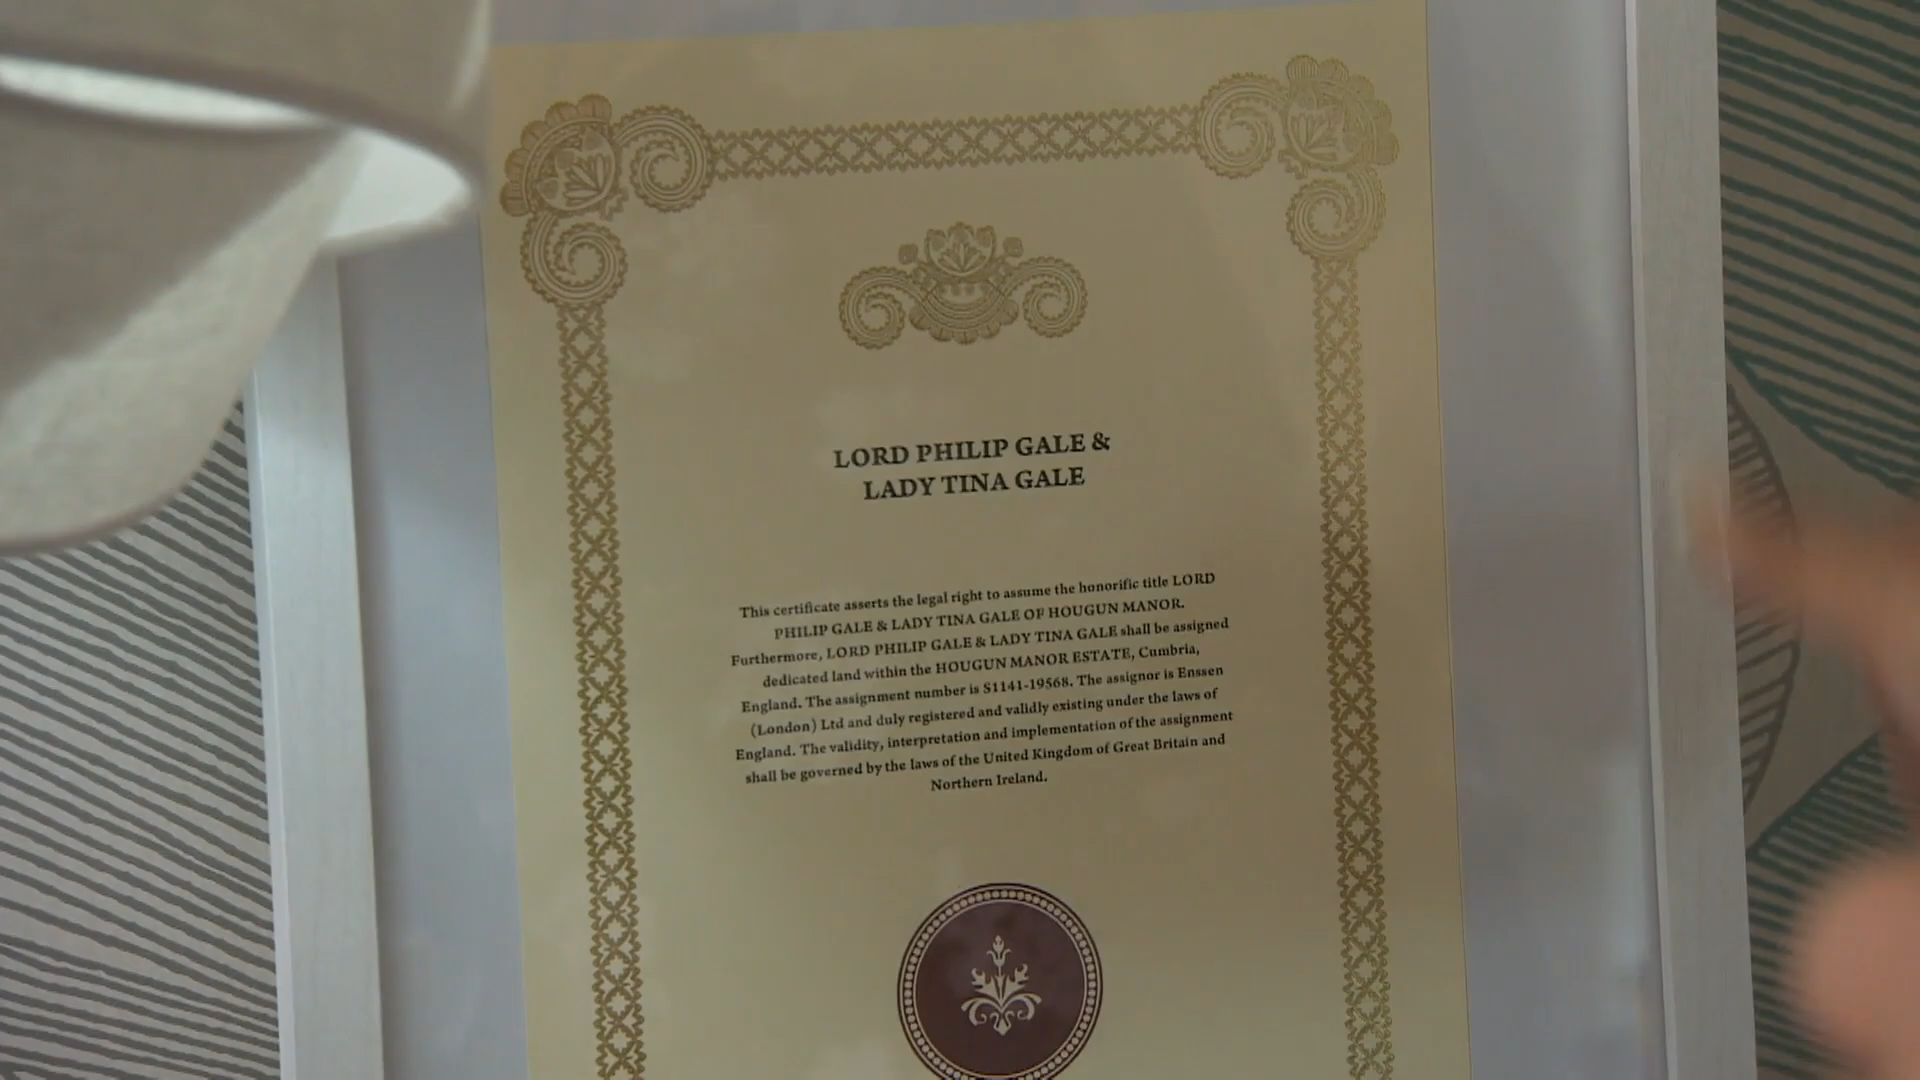 LORD PHILIP GALE &
LADY TINA GALE
This certificate asserts the legal right to assume the honorific title LORD
PHILIP GALE & LADY TINA GALE OF HOUGUN MANOR.
Furthermore, LORD PHILIP GALE & LADY TINA GALE shall be assigned
dedicated land within the HOUGUN MANOR ESTATE, Cumbria,
England. The assignment number is S1141-19568. The assignor is Enssen
(London) Ltd and duly registered and validly existing under the laws of
England. The validity, interpretation and implementation of the assignment
shall be governed by the laws of the United Kingdom of Great Britain and
Northern Ireland.